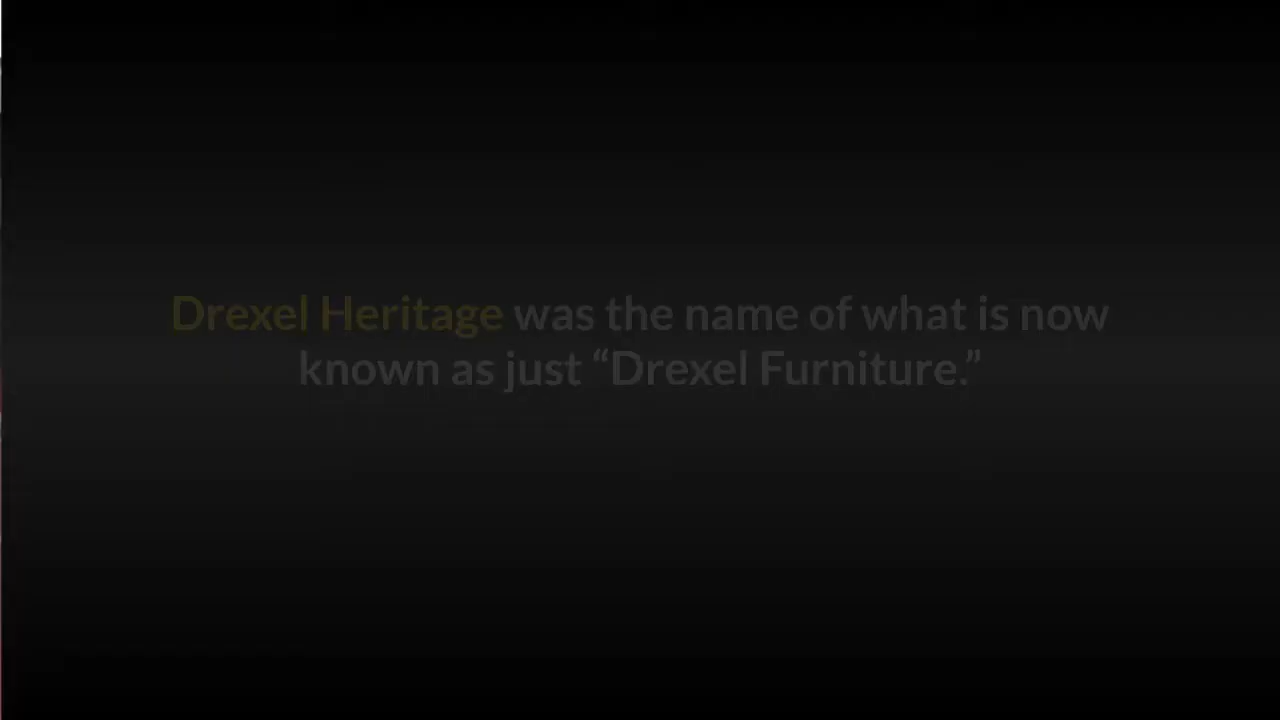 Drexel Heritage was the name of what is now
known as just “Drexel Furniture.”